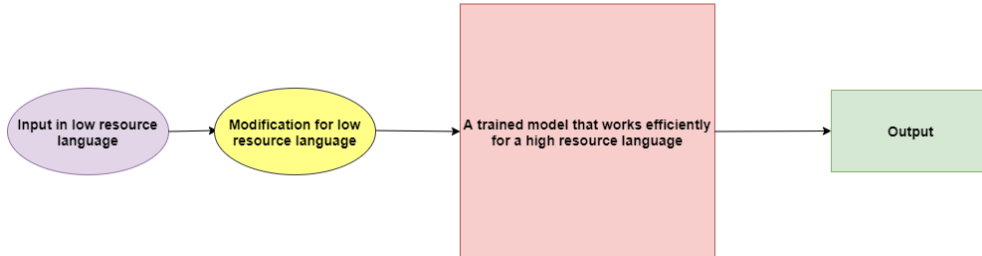 Input in low resource
language
Modification for low
resource language
A trained model that works efficiently
for a high resource language
Output